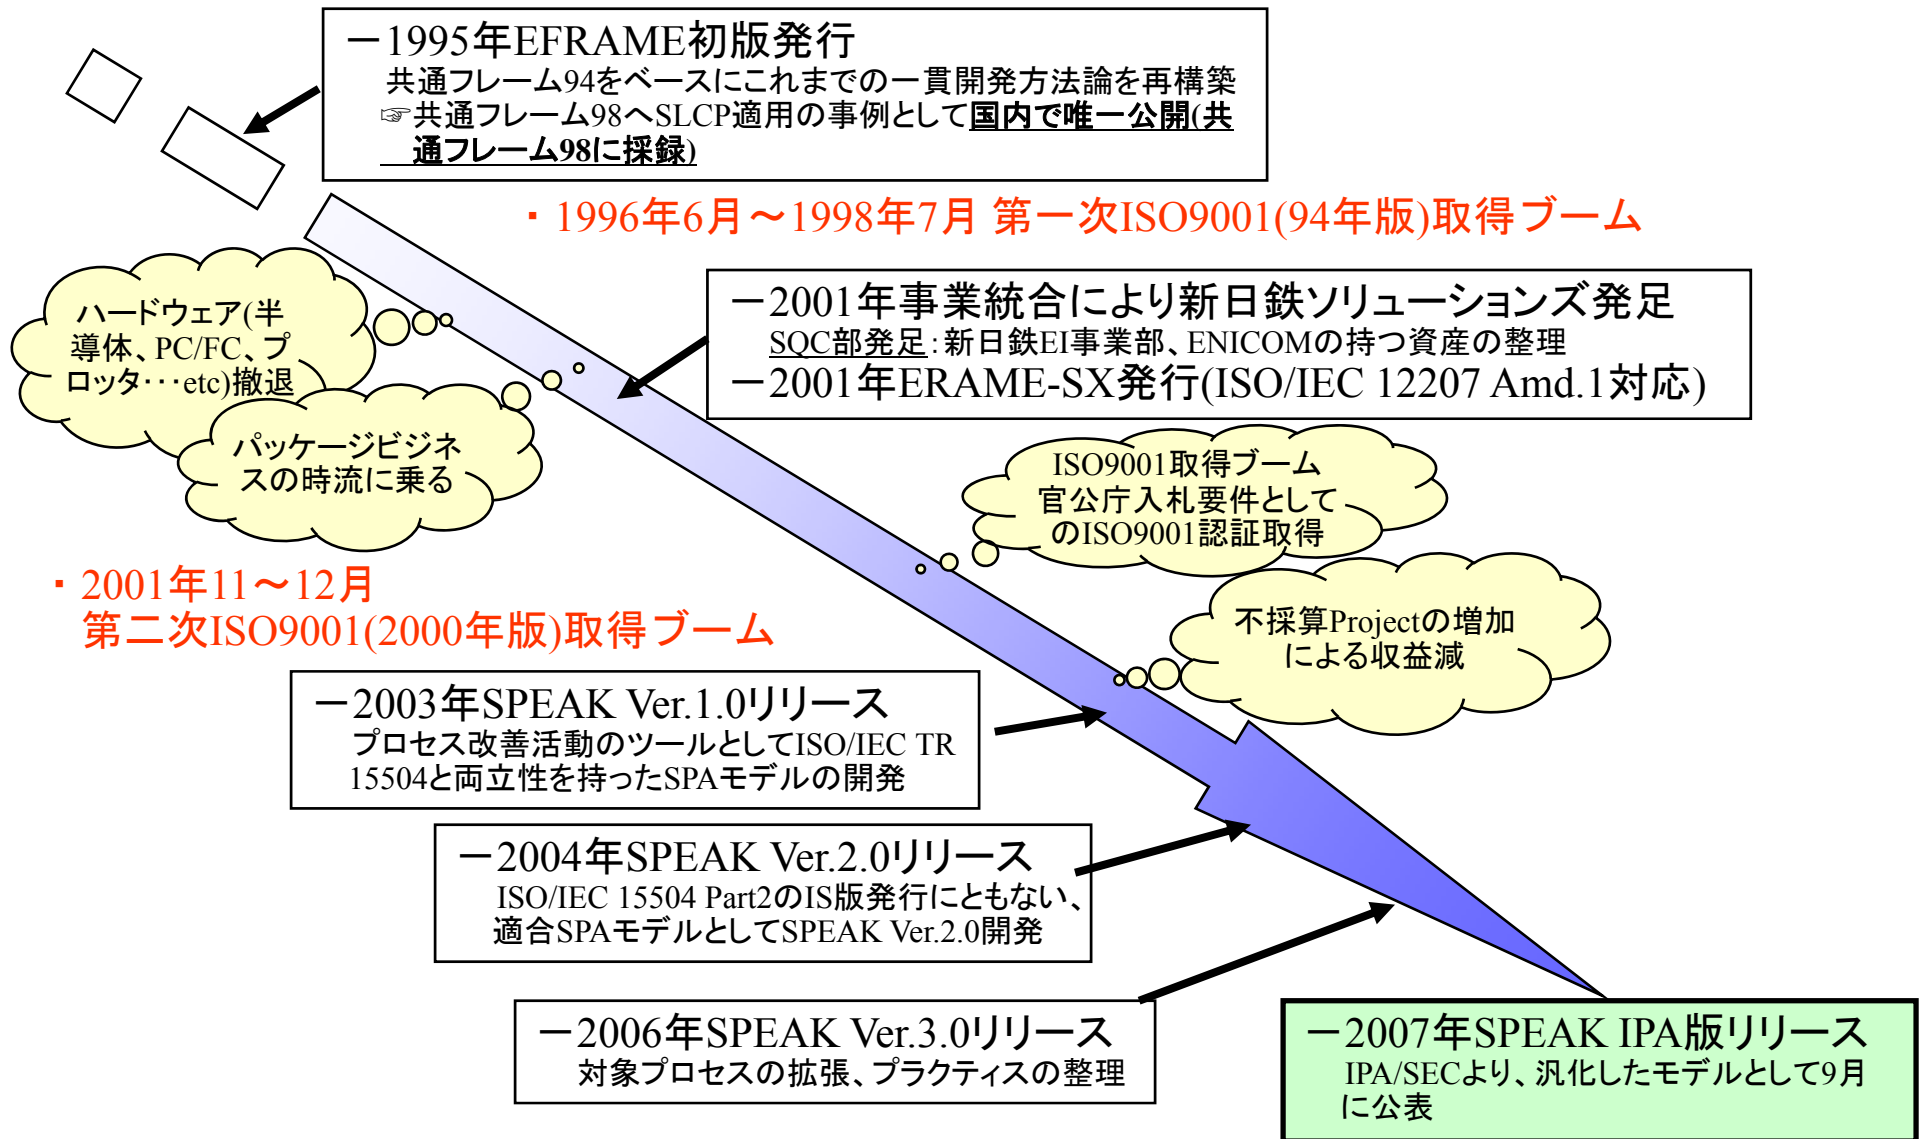 －1995年EFRAME初版発行
共通フレーム94をベースにこれまでの一貫開発方法論を再構築
☞共通フレーム98へSLCP適用の事例として国内で唯一公開(共
通フレーム98に採録)
・1996年6月～1998年7月 第一次ISO9001(94年版)取得ブーム
ハードウェア(半
導体、PC/FC、プ
ロッタ･･･etc)撤退
－2001年事業統合により新日鉄ソリューションズ発足
SQC部発足：新日鉄EI事業部、ENICOMの持つ資産の整理
－2001年ERAME-SX発行(ISO/IEC 12207 Amd.1対応)
パッケージビジネ
スの時流に乗る
ISO9001取得ブーム
官公庁入札要件として
のISO9001認証取得
・2001年11～12月
第二次ISO9001(2000年版)取得ブーム
不採算Projectの増加
による収益減
－2003年SPEAK Ver.1.0リリース
プロセス改善活動のツールとしてISO/IEC TR
15504と両立性を持ったSPAモデルの開発
－2004年SPEAK Ver.2.0リリース
ISO/IEC 15504 Part2のIS版発行にともない、
適合SPAモデルとしてSPEAK Ver.2.0開発
－2006年SPEAK Ver.3.0リリース
対象プロセスの拡張、プラクティスの整理
－2007年SPEAK IPA版リリース
IPA/SECより、汎化したモデルとして9月
に公表